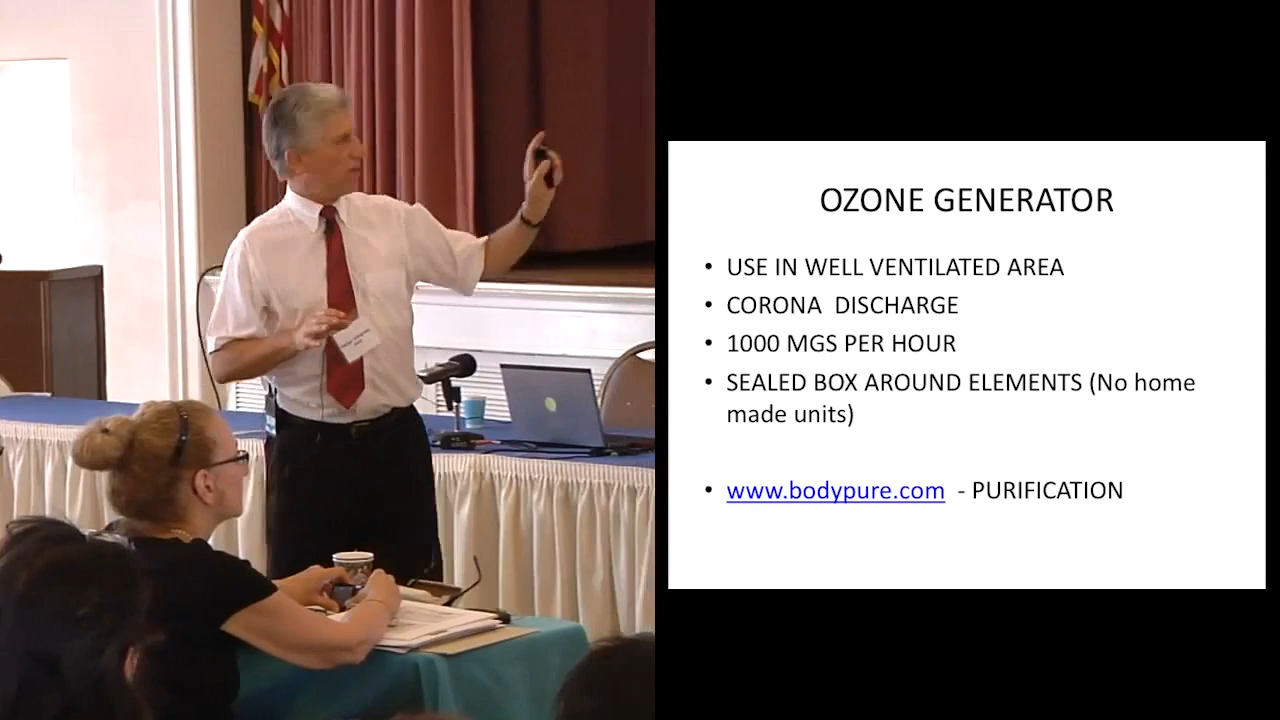 OZONE GENERATOR
• USE IN WELL VENTILATED AREA
• CORONA  DISCHARGE
• 1000 MGS PER HOUR
• SEALED BOX AROUND ELEMENTS (No home
made units)
• www.bodypure.com  - PURIFICATION